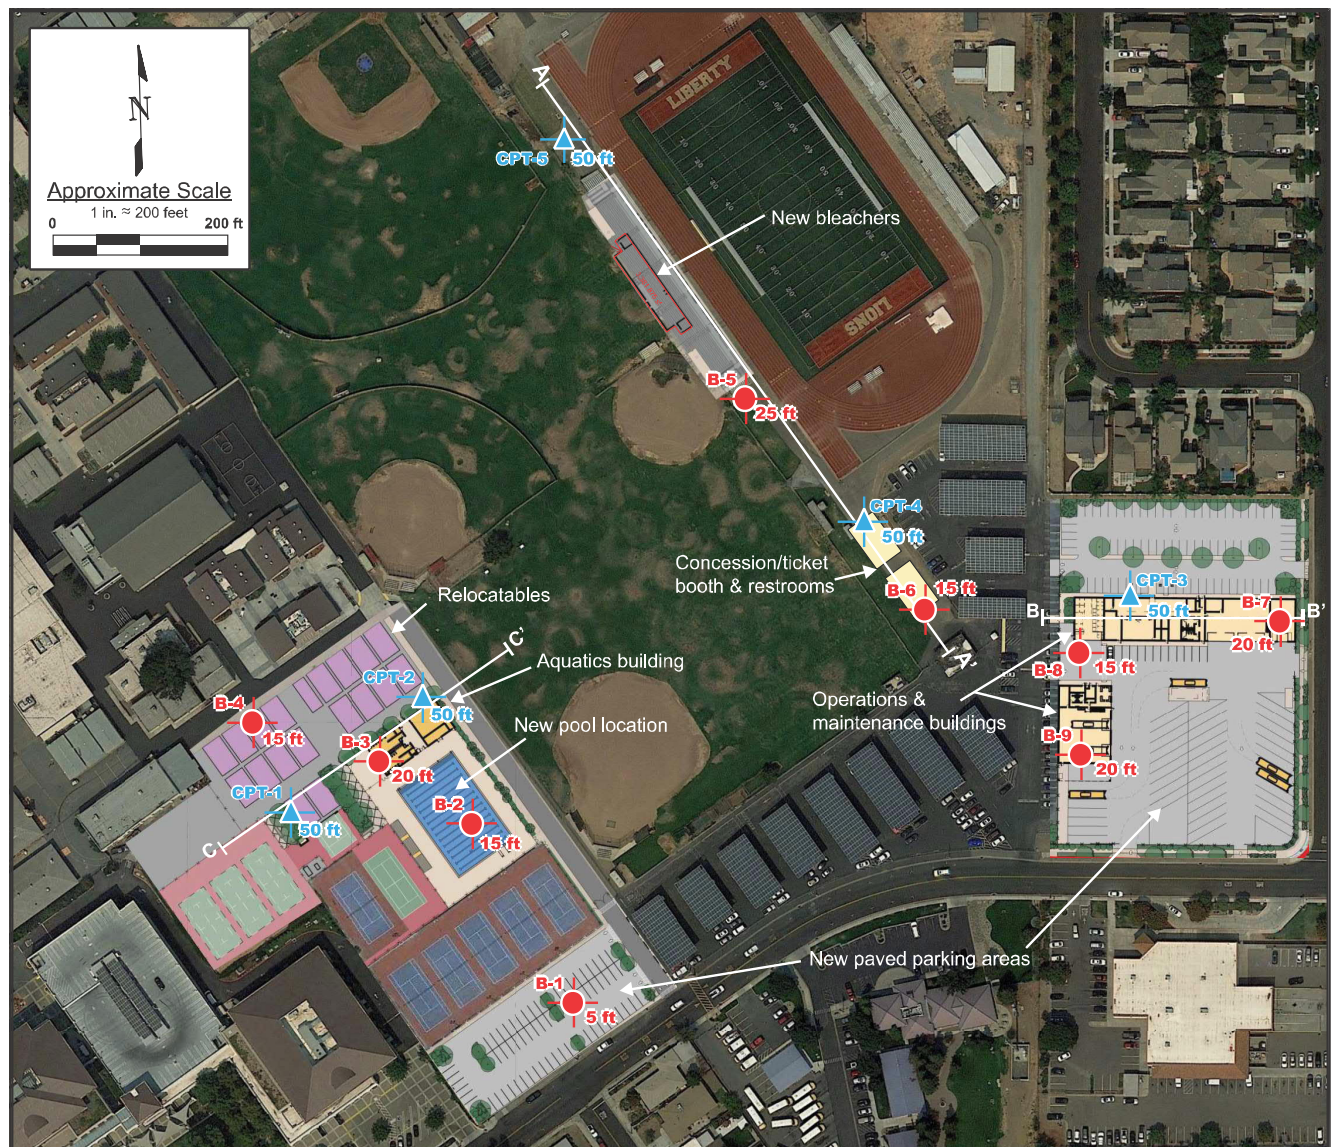 N
Approximate Scale
1 in. ≈ 200 feet
0 200 ft
A
CPT-5 50 ft
LIBERTY
New bleachers
LIONS
B-5
25 ft
CPT-4
50 ft
Concession/ticket
booth & restrooms
B-6 15 ft
A'
CPT-3
50 ft
B-7
B B'
20 ft
B-8 15 ft
Operations &
maintenance buildings
B-9
20 ft
Relocatables
C'
Aquatics building
CPT-2
50 ft
New pool location
B-4
15 ft
B-3
20 ft
CPT-1
50 ft
B-2
15 ft
C
New paved parking areas
B-1
5 ft